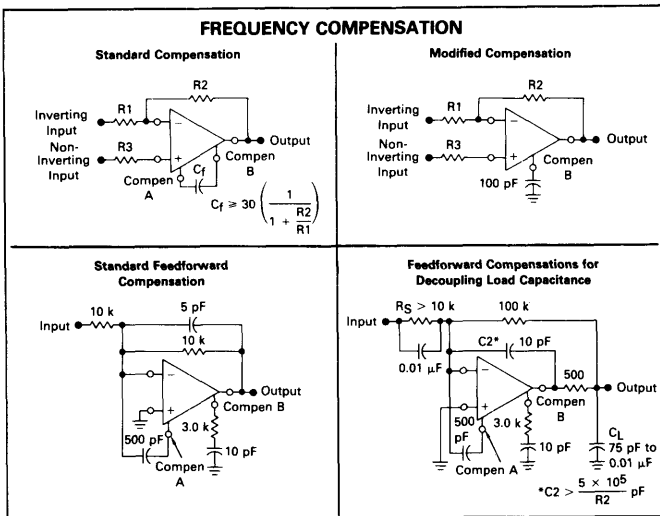 FREQUENCY COMPENSATION
Standard Compensation
R2
R1
Inverting
Input
Non-
Inverting
Input
R3
−
+
Output
Compen
B
Compen
A
Cf
Cf ≥ 30 ( 1 / ( 1 + R2 / R1 ) )
Modified Compensation
R2
R1
Inverting
Input
Non-
Inverting
Input
R3
−
+
Output
Compen
B
100 pF
Standard Feedforward
Compensation
5 pF
10 k
Input
10 k
−
+
Output
Compen B
500 pF
3.0 k
10 pF
Compen
A
Feedforward Compensations for
Decoupling Load Capacitance
RS > 10 k
100 k
Input
C2*
10 pF
0.01 μF
−
+
500
Output
Compen
B
500
pF
3.0 k
10 pF
Compen A
CL
75 pF to
0.01 μF
*C2 > 5 × 10⁵ / R2 pF